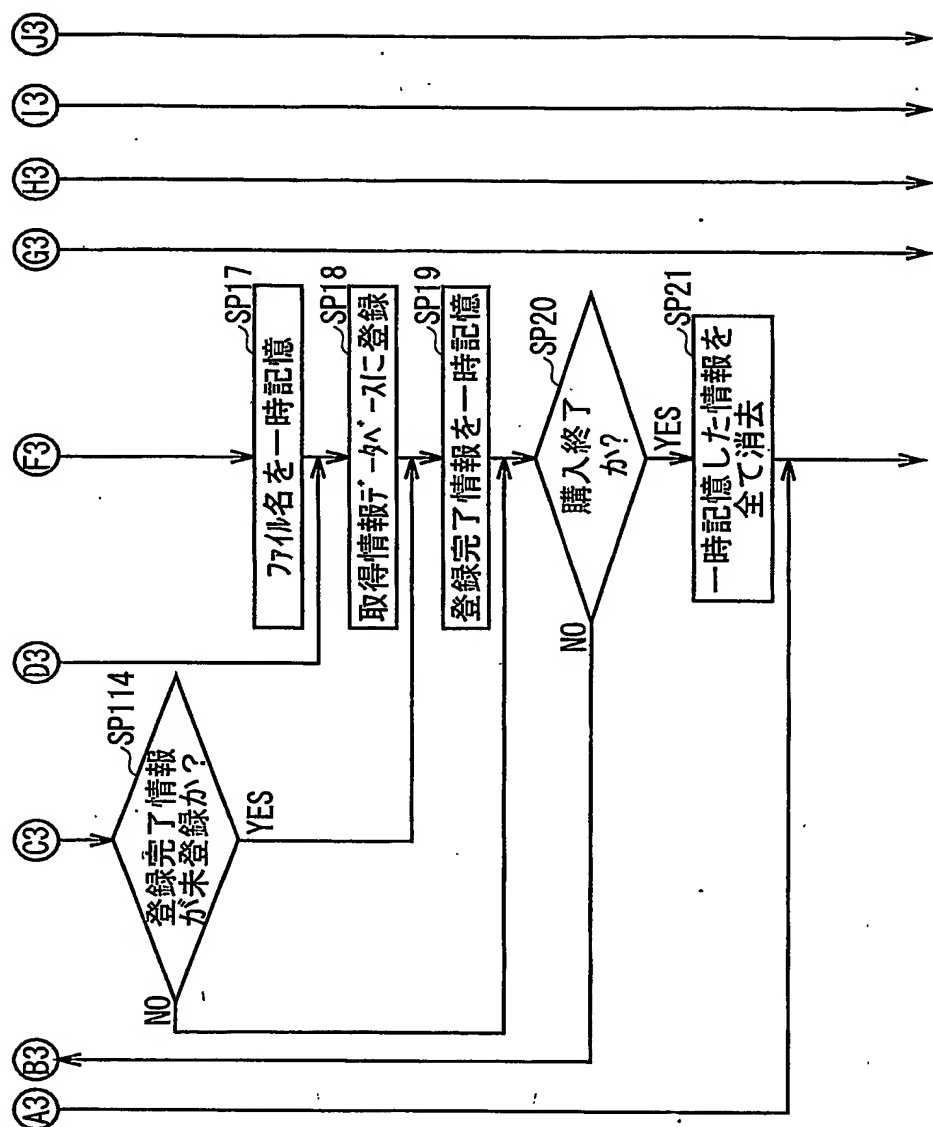 A3
B3
C3
D3
F3
G3
H3
I3
J3
SP114
登録完了情報
が未登録か?
NO
YES
SP17
ファイル名を一時記憶
SP18
取得情報データベースに登録
SP19
登録完了情報を一時記憶
SP20
購入終了
か?
NO
YES
SP21
一時記憶した情報を
全て消去